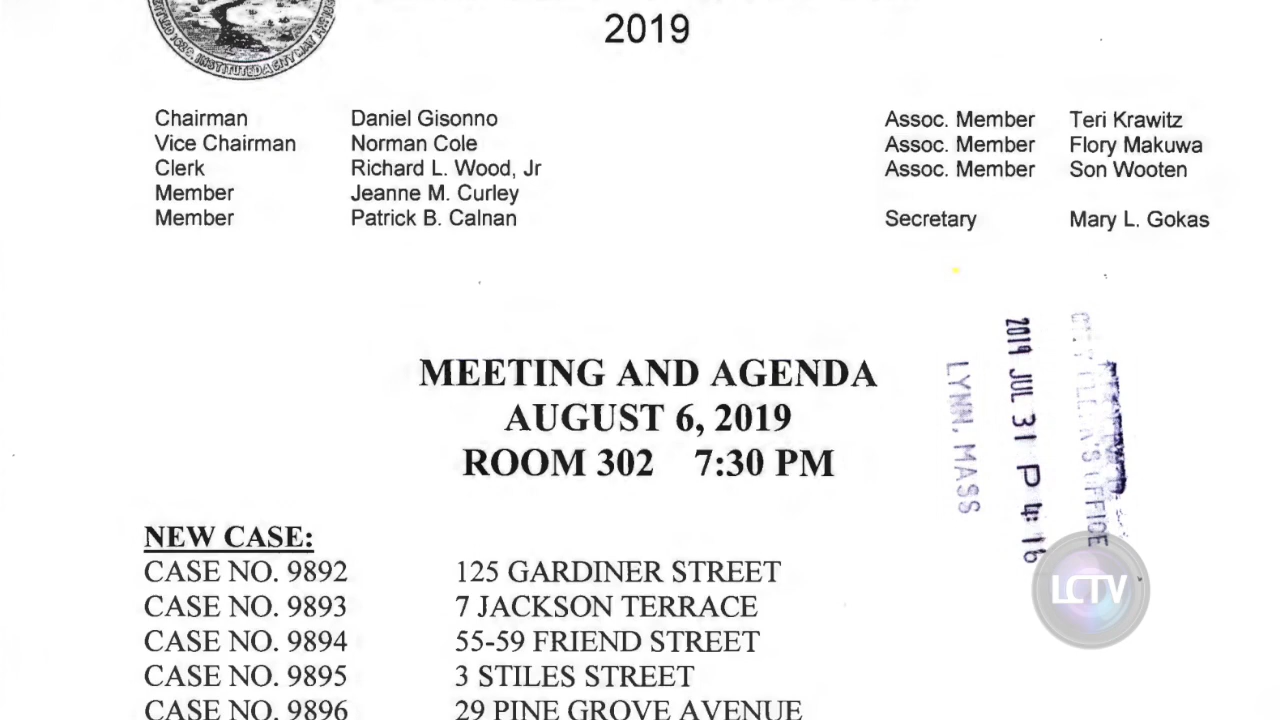 INSTITUTED A CITY MAY
2019
Chairman Daniel Gisonno
Vice Chairman Norman Cole
Clerk Richard L. Wood, Jr
Member Jeanne M. Curley
Member Patrick B. Calnan
Assoc. Member Teri Krawitz
Assoc. Member Flory Makuwa
Assoc. Member Son Wooten
Secretary Mary L. Gokas
MEETING AND AGENDA
AUGUST 6, 2019
ROOM 302 7:30 PM
OFFICE
2019 JUL 31 P 4: 16
LYNN, MASS
NEW CASE:
CASE NO. 9892 125 GARDINER STREET
CASE NO. 9893 7 JACKSON TERRACE
CASE NO. 9894 55-59 FRIEND STREET
CASE NO. 9895 3 STILES STREET
CASE NO. 9896 29 PINE GROVE AVENUE
LCTV